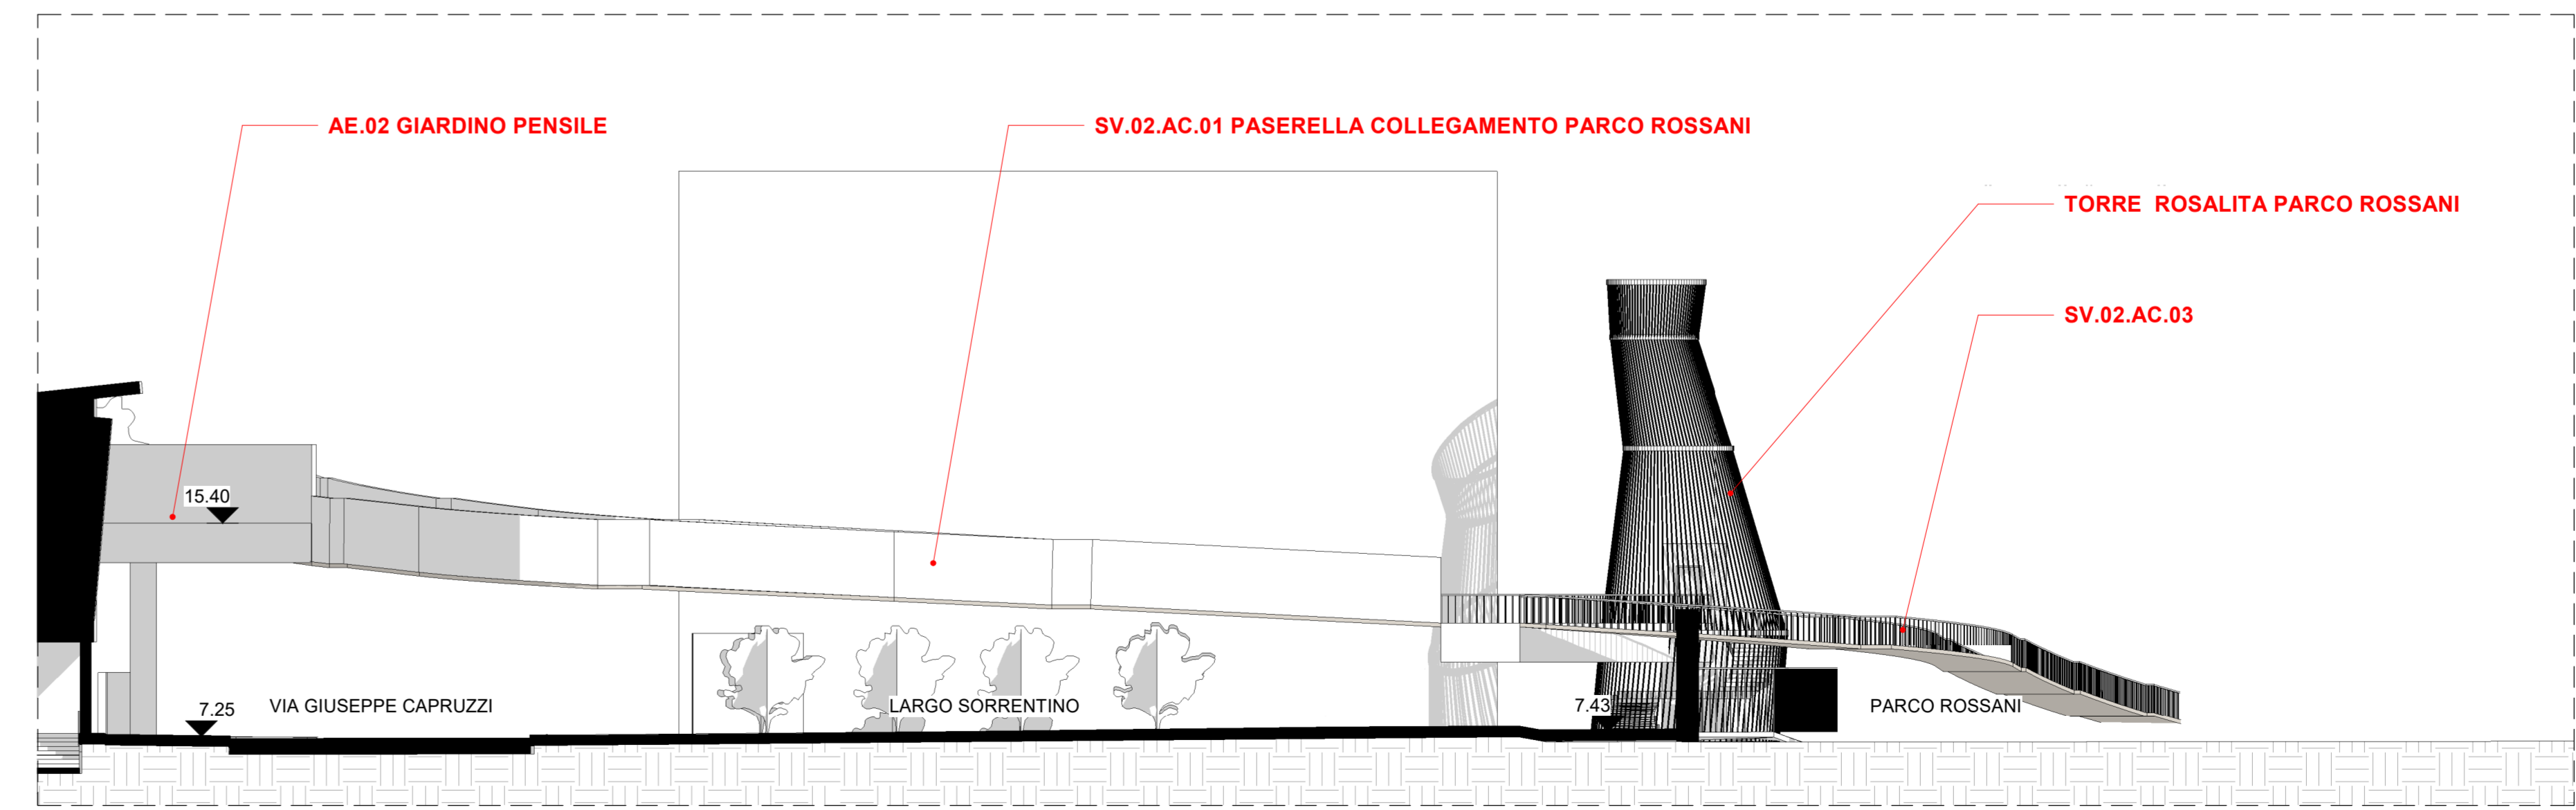 AE.02 GIARDINO PENSILE
SV.02.AC.01 PASERELLA COLLEGAMENTO PARCO ROSSANI
TORRE ROSALITA PARCO ROSSANI
SV.02.AC.03
15.40
7.25
VIA GIUSEPPE CAPRUZZI
LARGO SORRENTINO
7.43
PARCO ROSSANI